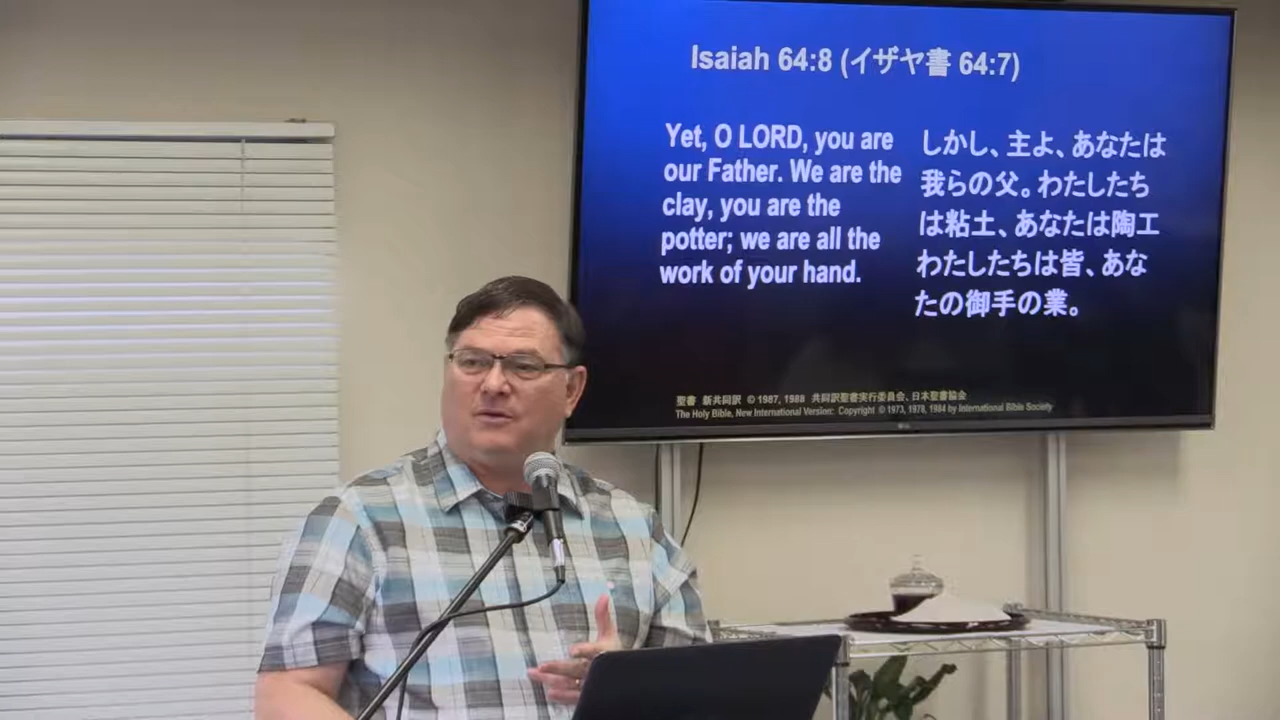 Isaiah 64:8 (イザヤ書 64:7)
Yet, O LORD, you are
our Father. We are the
clay, you are the
potter; we are all the
work of your hand.
しかし、主よ、あなたは
我らの父。わたしたち
は粘土、あなたは陶工
わたしたちは皆、あな
たの御手の業。
聖書 新共同訳 © 1987, 1988 共同訳聖書実行委員会、日本聖書協会
The Holy Bible, New International Version: Copyright © 1973, 1978, 1984 by International Bible Society
LG